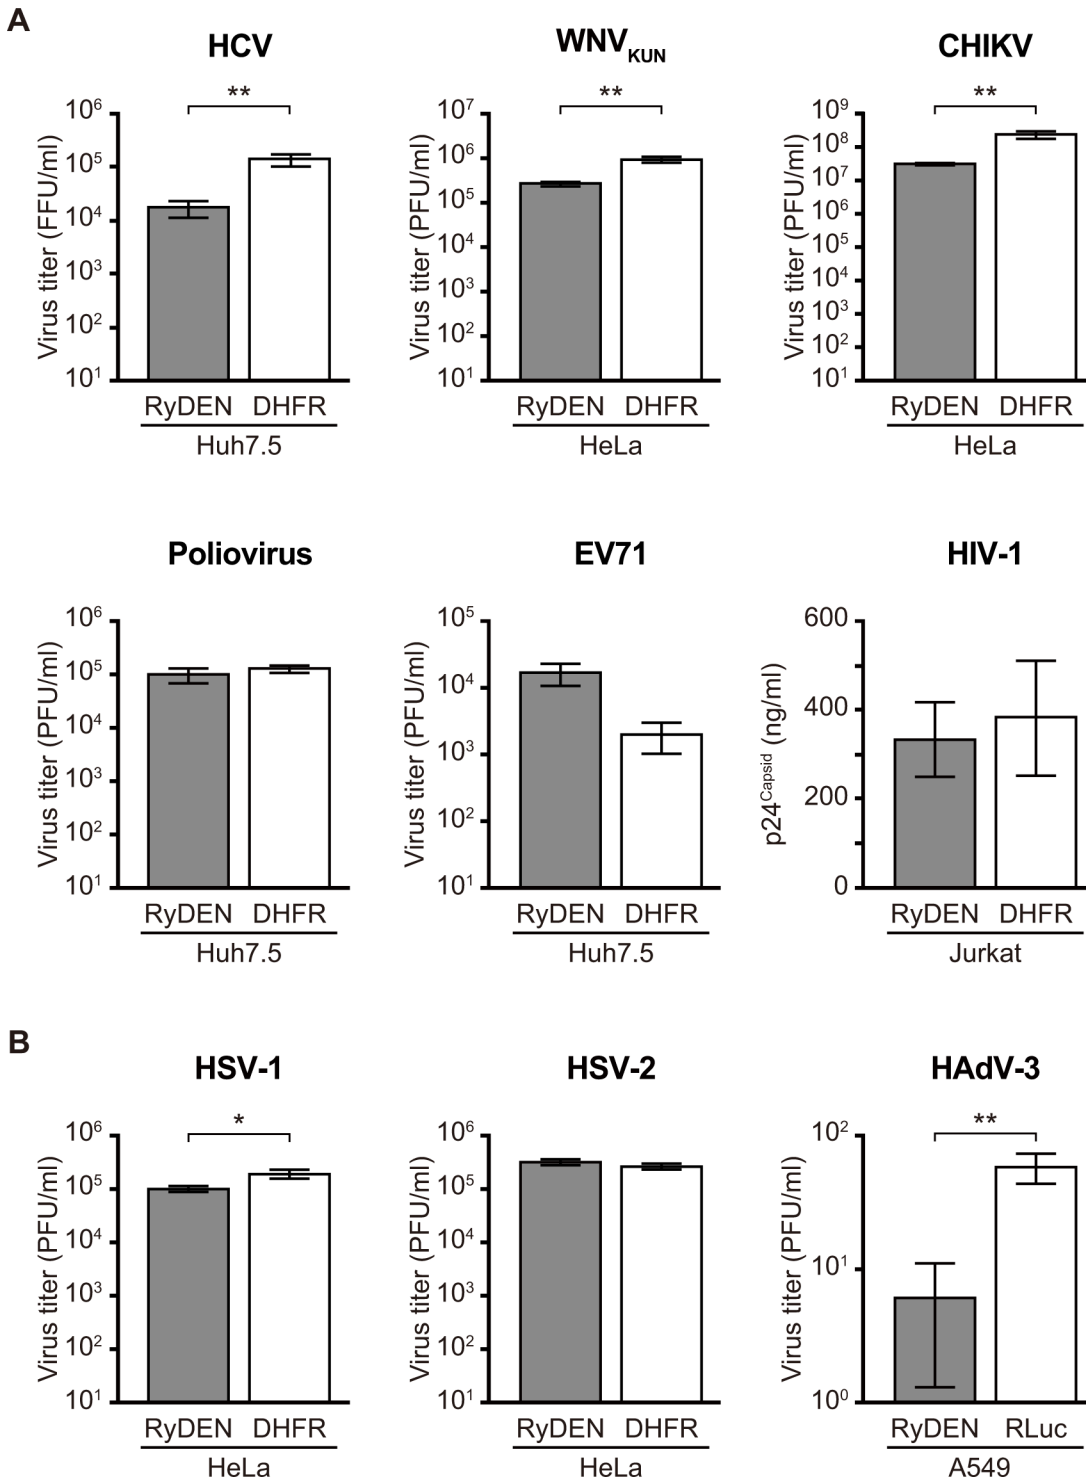 A
HCV
WNV_KUN
CHIKV
**
**
**
Virus titer (FFU/ml)
10⁶
10⁵
10⁴
10³
10²
10¹
RyDEN DHFR
Huh7.5
Virus titer (PFU/ml)
10⁷
10⁶
10⁵
10⁴
10³
10²
10¹
RyDEN DHFR
HeLa
Virus titer (PFU/ml)
10⁹
10⁸
10⁷
10⁶
10⁵
10⁴
10³
10²
10¹
RyDEN DHFR
HeLa
Poliovirus
EV71
HIV-1
Virus titer (PFU/ml)
10⁶
10⁵
10⁴
10³
10²
10¹
RyDEN DHFR
Huh7.5
Virus titer (PFU/ml)
10⁵
10⁴
10³
10²
10¹
RyDEN DHFR
Huh7.5
p24^Capsid (ng/ml)
600
400
200
0
RyDEN DHFR
Jurkat
B
HSV-1
HSV-2
HAdV-3
*
**
Virus titer (PFU/ml)
10⁶
10⁵
10⁴
10³
10²
10¹
RyDEN DHFR
HeLa
Virus titer (PFU/ml)
10⁶
10⁵
10⁴
10³
10²
10¹
RyDEN DHFR
HeLa
Virus titer (PFU/ml)
10²
10¹
10⁰
RyDEN RLuc
A549